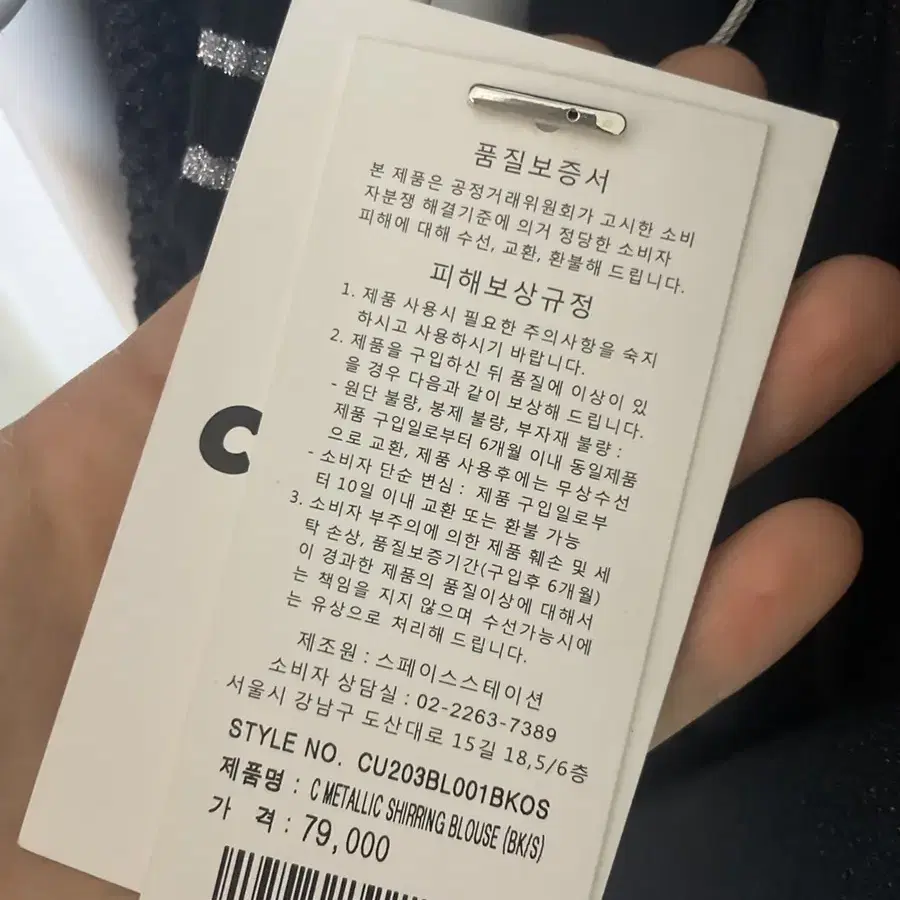 품질보증서
본 제품은 공정거래위원회가 고시한 소비
자분쟁 해결기준에 의거 정당한 소비자
피해에 대해 수선, 교환, 환불해 드립니다.
피해보상규정
1. 제품 사용시 필요한 주의사항을 숙지
하시고 사용하시기 바랍니다.
2. 제품을 구입하신 뒤 품질에 이상이 있
을 경우 다음과 같이 보상해 드립니다.
- 원단 불량, 봉제 불량, 부자재 불량 :
제품 구입일로부터 6개월 이내 동일제품
으로 교환, 제품 사용후에는 무상수선
- 소비자 단순 변심 : 제품 구입일로부
터 10일 이내 교환 또는 환불 가능
3. 소비자 부주의에 의한 제품 훼손 및 세
탁 손상, 품질보증기간(구입후 6개월)
이 경과한 제품의 품질이상에 대해서
는 책임을 지지 않으며 수선가능시에
는 유상으로 처리해 드립니다.
제조원 : 스페이스스테이션
소비자 상담실 : 02-2263-7389
서울시 강남구 도산대로 15길 18,5/6층
STYLE NO. CU203BL001BKOS
제품명 : C METALLIC SHIRRING BLOUSE (BK/S)
가 격 : 79,000
C